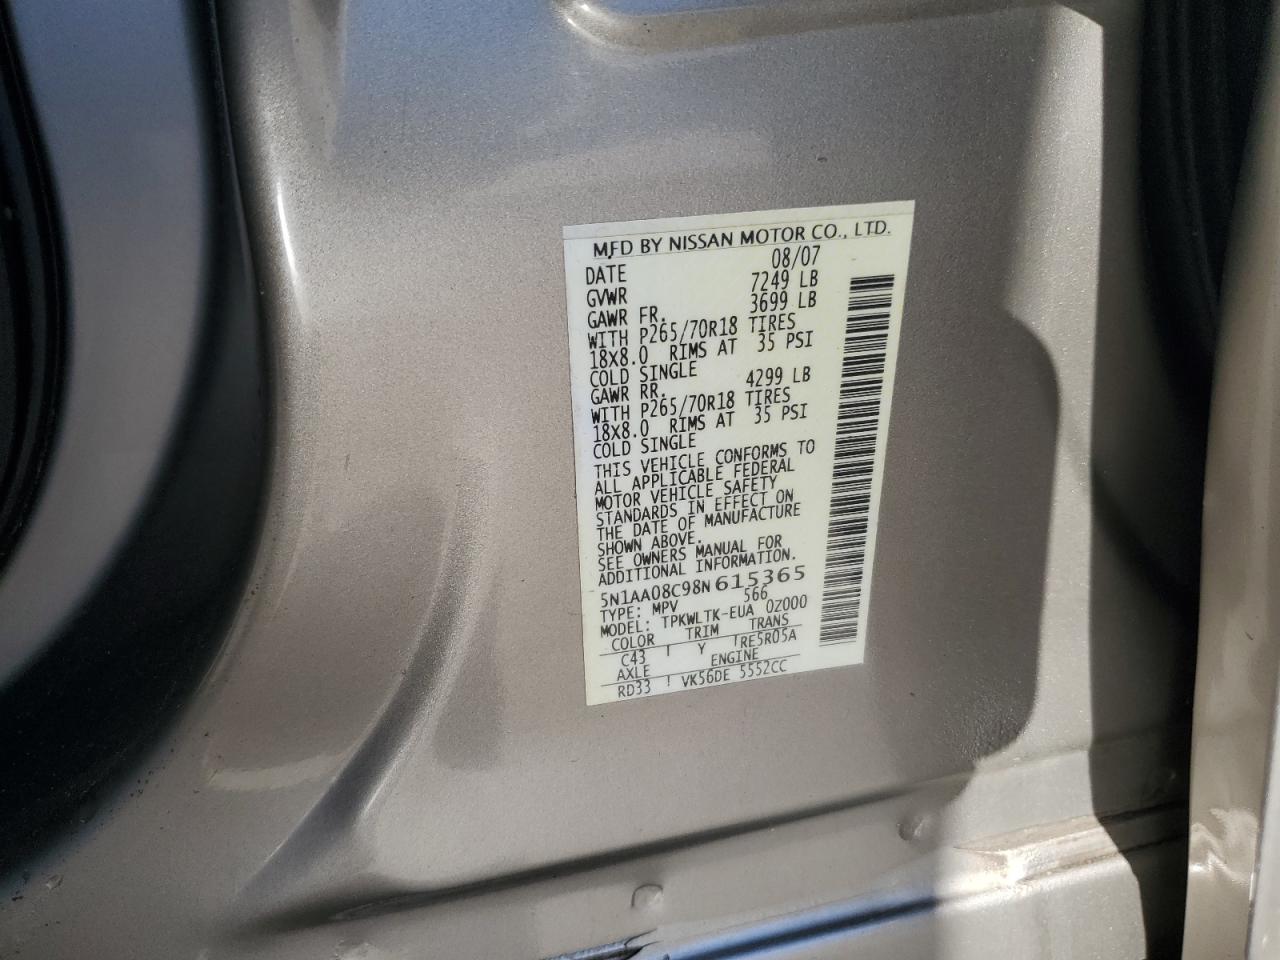 MFD BY NISSAN MOTOR CO., LTD.
DATE 08/07
GVWR 7249 LB
GAWR FR. 3699 LB
WITH P265/70R18 TIRES
18X8.0 RIMS AT 35 PSI
COLD SINGLE
GAWR RR. 4299 LB
WITH P265/70R18 TIRES
18X8.0 RIMS AT 35 PSI
COLD SINGLE
THIS VEHICLE CONFORMS TO
ALL APPLICABLE FEDERAL
MOTOR VEHICLE SAFETY
STANDARDS IN EFFECT ON
THE DATE OF MANUFACTURE
SHOWN ABOVE.
SEE OWNERS MANUAL FOR
ADDITIONAL INFORMATION.
5N1AA08C98N615365
TYPE: MPV 566
MODEL: TPKWLTK-EUA 0Z000
COLOR TRIM TRANS
C43 Y RE5R05A
AXLE ENGINE
RD33 VK56DE 5552CC